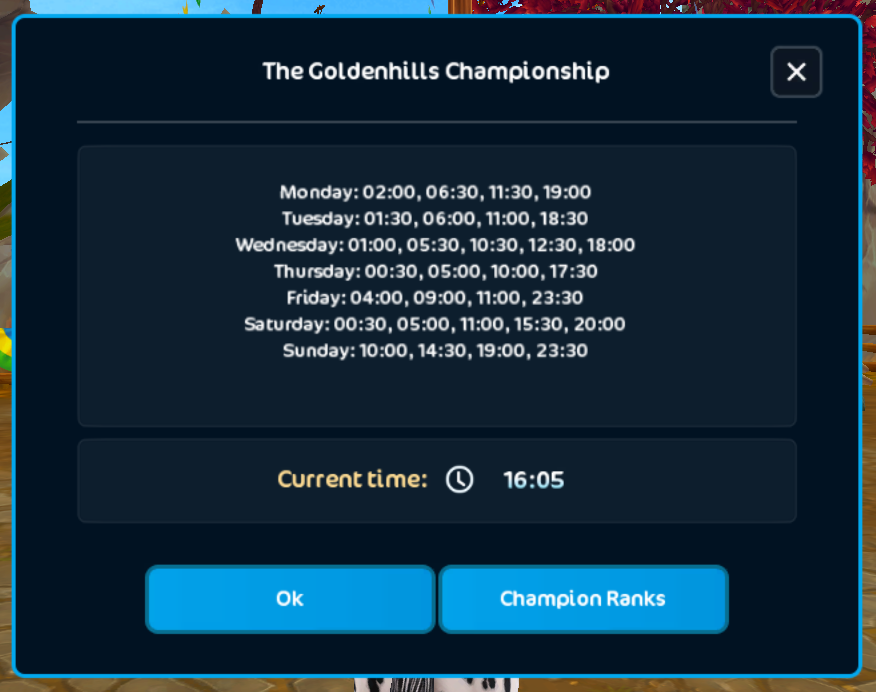 The Goldenhills Championship
Monday: 02:00, 06:30, 11:30, 19:00
Tuesday: 01:30, 06:00, 11:00, 18:30
Wednesday: 01:00, 05:30, 10:30, 12:30, 18:00
Thursday: 00:30, 05:00, 10:00, 17:30
Friday: 04:00, 09:00, 11:00, 23:30
Saturday: 00:30, 05:00, 11:00, 15:30, 20:00
Sunday: 10:00, 14:30, 19:00, 23:30
Current time: 16:05
Ok
Champion Ranks